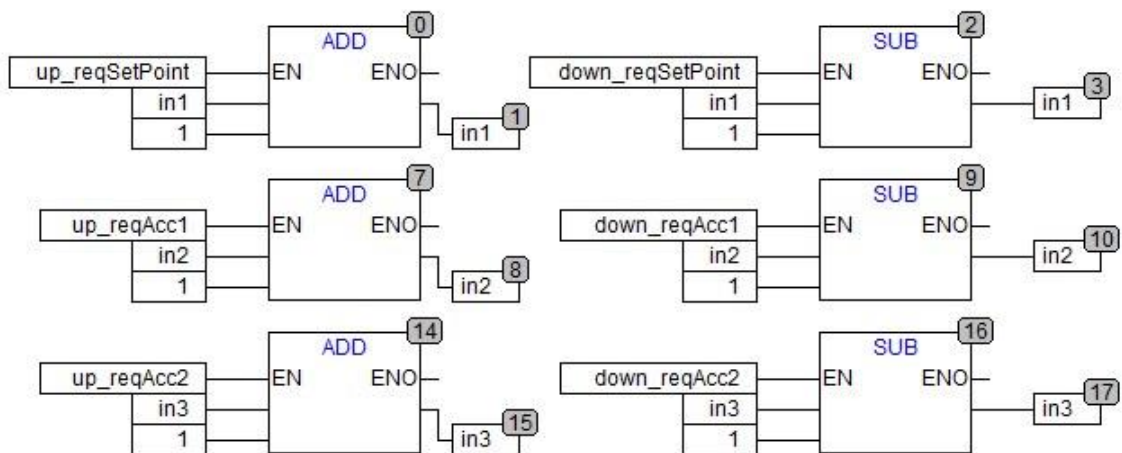 0
ADD
up_reqSetPoint EN ENO
in1
1 in1 1
2
SUB
down_reqSetPoint EN ENO
in1 in1 3
1
7
ADD
up_reqAcc1 EN ENO
in2
1 in2 8
9
SUB
down_reqAcc1 EN ENO
in2 in2 10
1
14
ADD
up_reqAcc2 EN ENO
in3
1 in3 15
16
SUB
down_reqAcc2 EN ENO
in3 in3 17
1